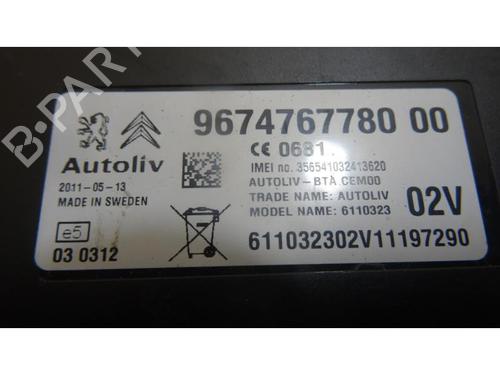 9674767780 00
CE 0681
Autoliv
IMEI no. 356541032413620
2011-05-13
MADE IN SWEDEN
AUTOLIV-BTA CEM00
TRADE NAME: AUTOLIV
MODEL NAME: 6110323
02V
e5
03 0312
611032302V11197290
B-PARTS